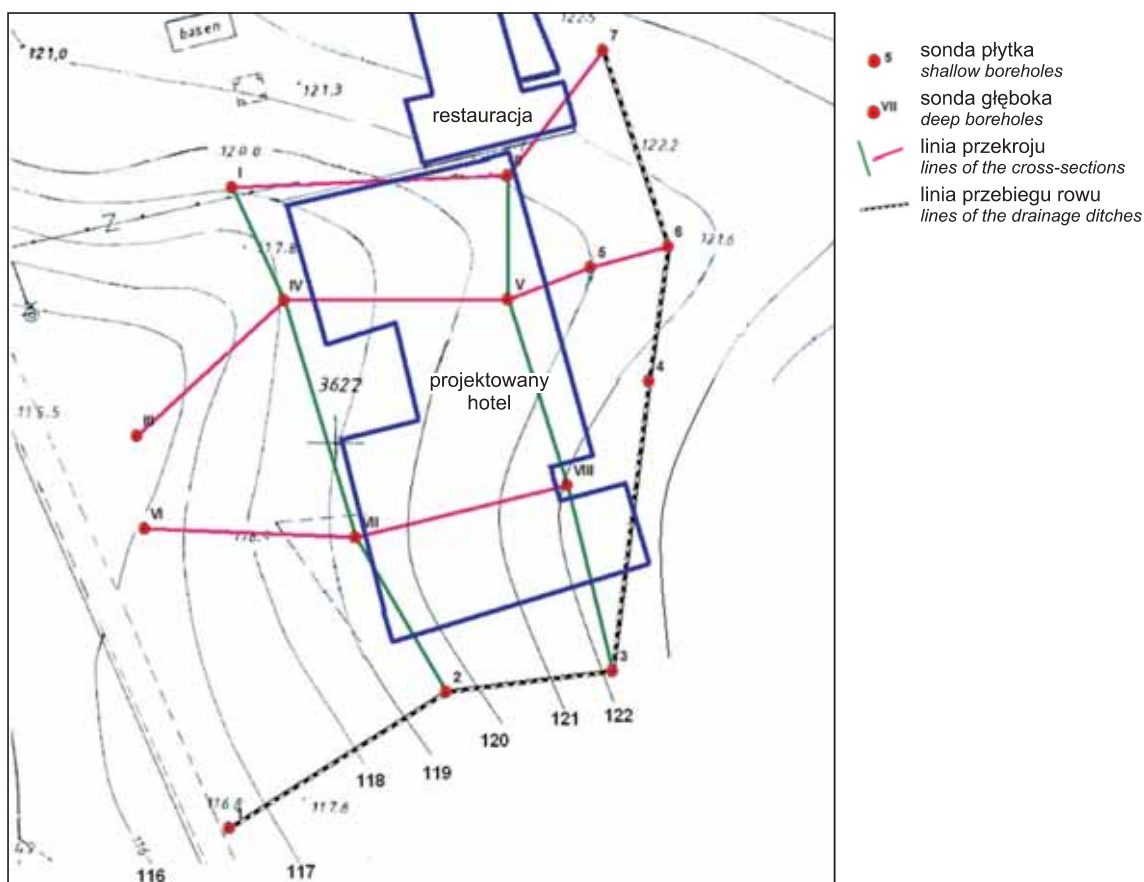 basen
122.5
7
121,0
121,3
restauracja
120.0
122.2
I
Z
117.8
6
5
121.6
IV
V
4
3622
projektowany
hotel
III
VIII
VI
VII
3
2
121
122
120
119
118
116.8
1
117.6
116
117
116
5
sonda płytka
shallow boreholes
VII
sonda głęboka
deep boreholes
linia przekroju
lines of the cross-sections
linia przebiegu rowu
lines of the drainage ditches